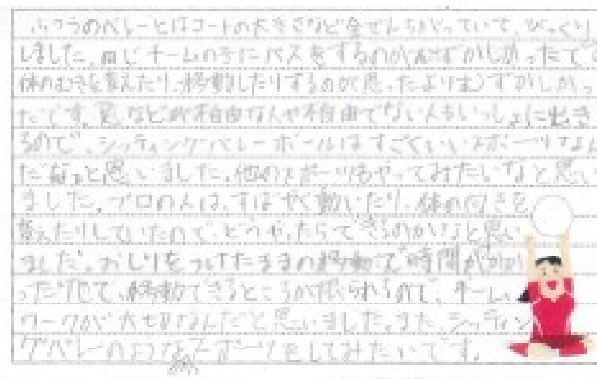 ふつうのバレーとはコートの大きさなど全ぜんちがっていて、びっくり
しました。同じチームの子にパスをするのがむずかしかったです
体のむきを変えたり、移動したりするのが思ったよりむずかしかっ
たです。足などが不自由な人や不自由でない人もいっしょに出き
るので、シッティングバレーボールはすごくいいスポーツなん
だなと思いました。他のスポーツもやってみたいなと思い
ました。プロの人は、すばやく動いたり、体の向きを
変えたりしていたので、どうやったらできるのかなと思い
ました。おしりをつけたままの移動で時間がかか
ったりして、移動できるところが限られるので、チーム
ワークが大切なんだと思いました。また、シッティン
グバレーのようなスポーツをしてみたいです。